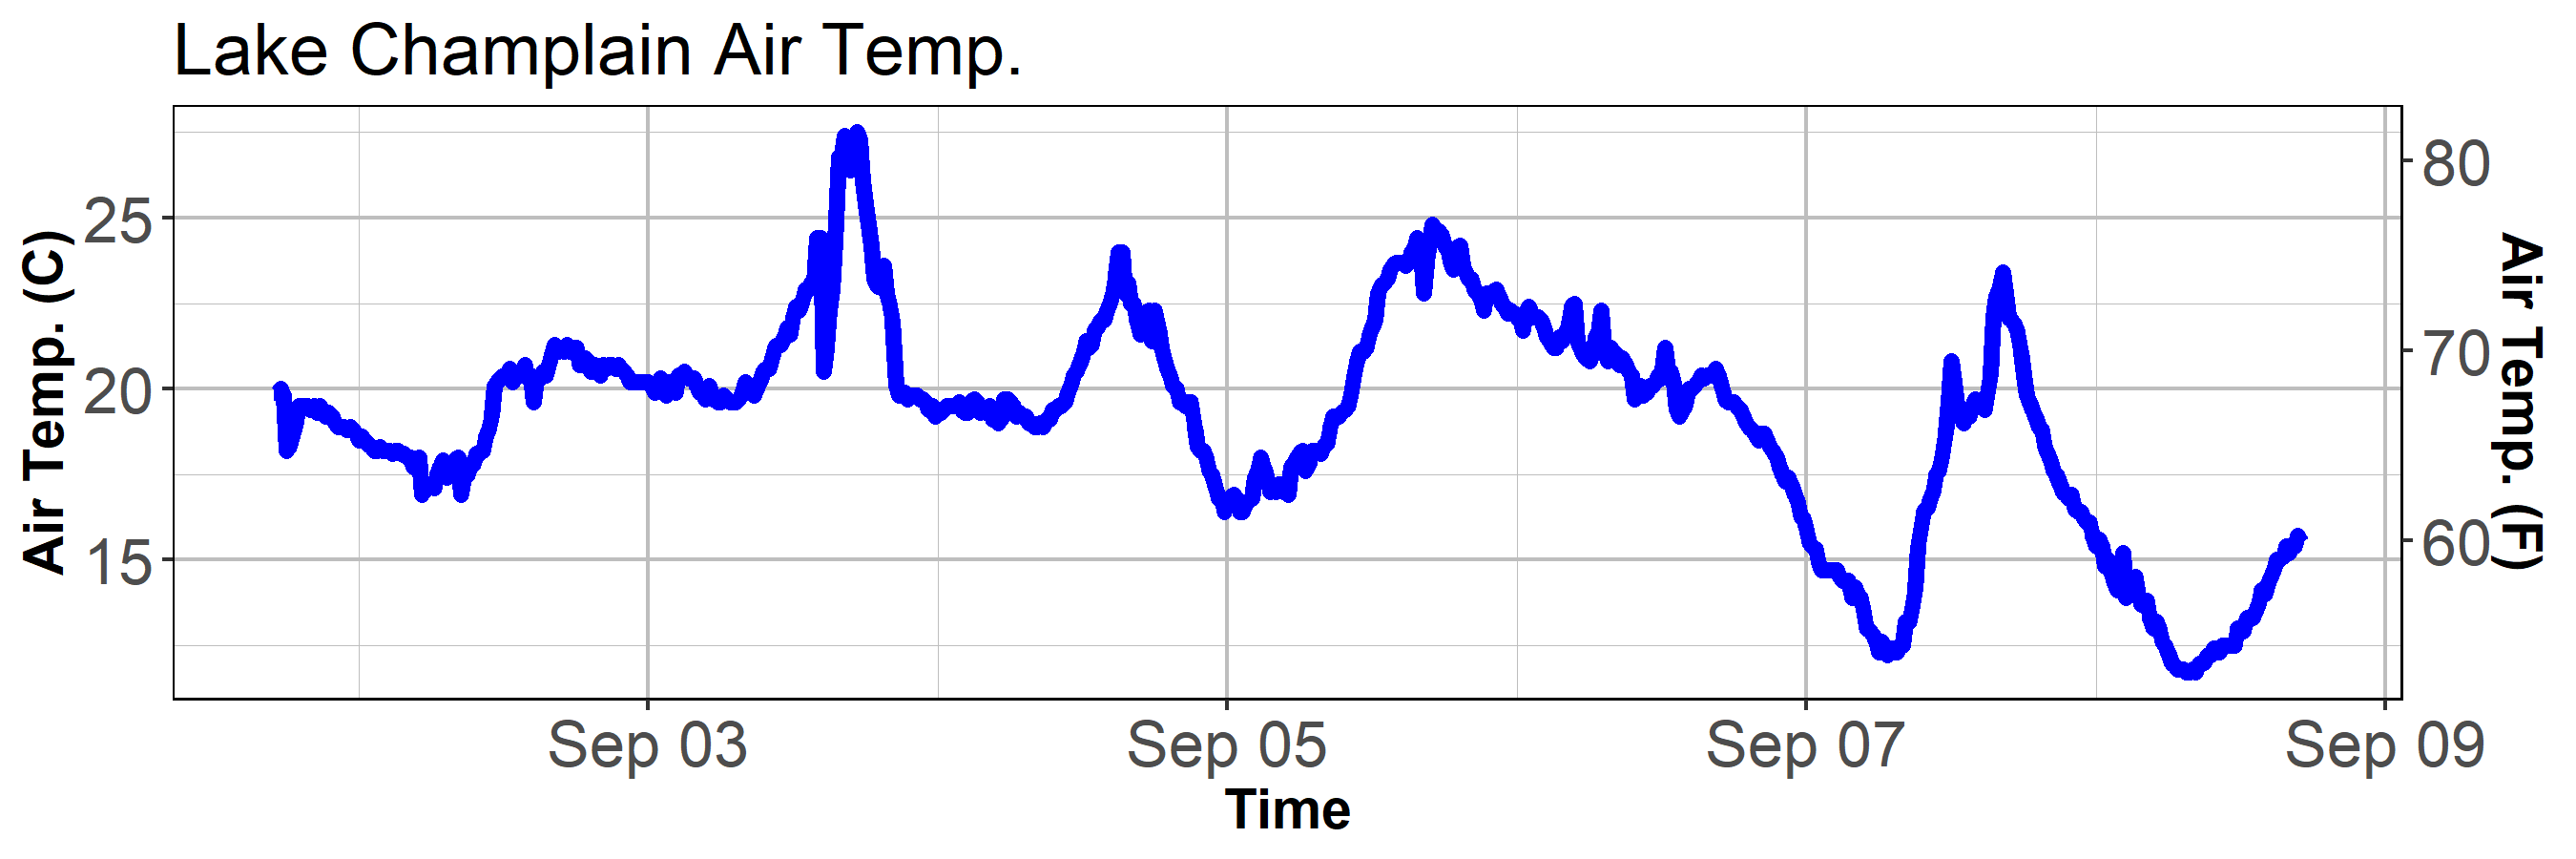 Lake Champlain Air Temp.
Air Temp. (C)
25
20
15
80
70
60
Air Temp. (F)
Sep 03
Sep 05
Sep 07
Sep 09
Time